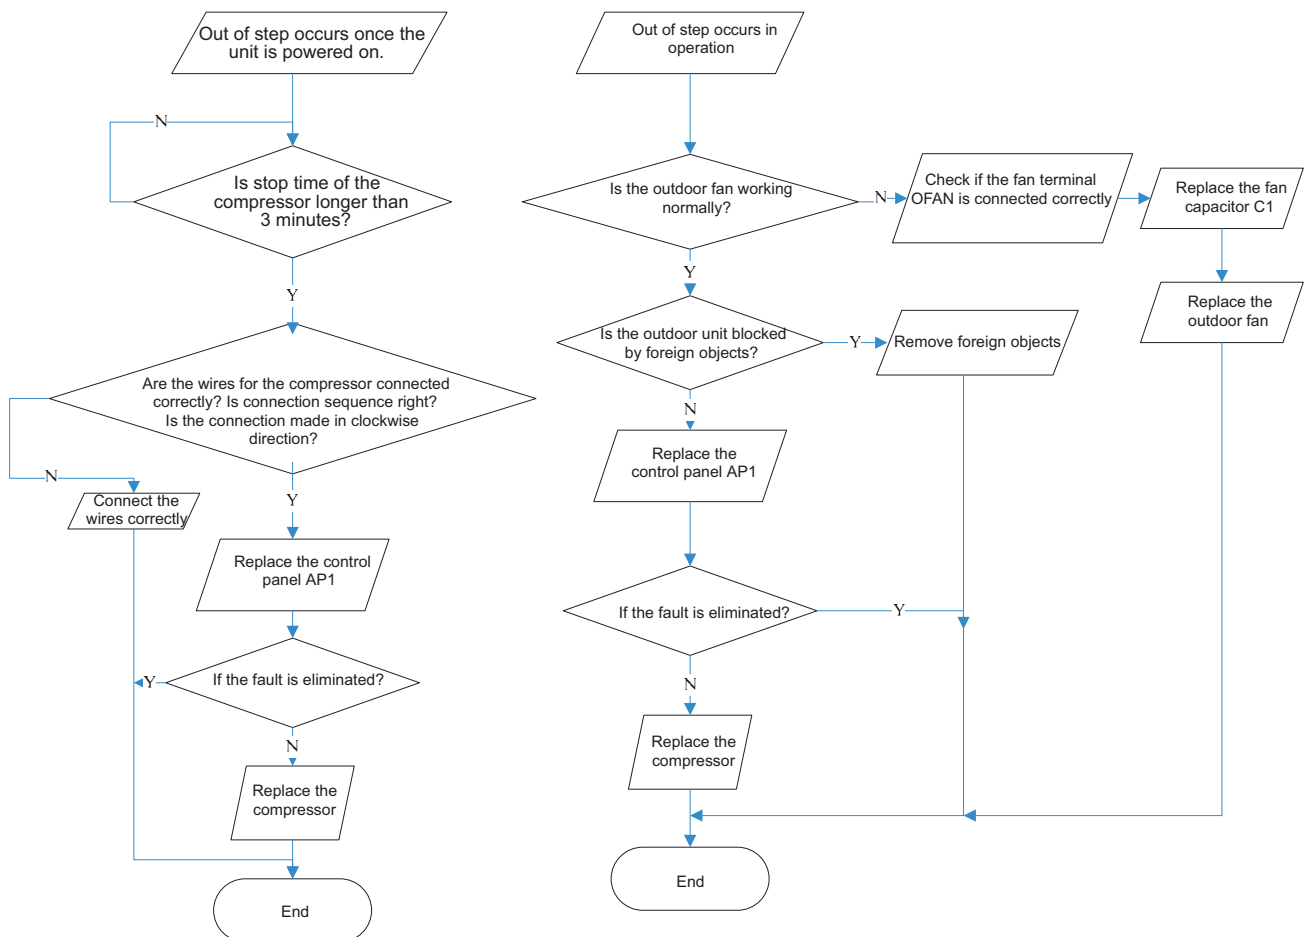 Out of step occurs once the
unit is powered on.
N
Is stop time of the
compressor longer than
3 minutes?
Y
Are the wires for the compressor connected
correctly? Is connection sequence right?
Is the connection made in clockwise
direction?
N
Connect the
wires correctly
Y
Replace the control
panel AP1
If the fault is eliminated?
Y
N
Replace the
compressor
End
Out of step occurs in
operation
Is the outdoor fan working
normally?
N
Check if the fan terminal
OFAN is connected correctly
Replace the fan
capacitor C1
Replace the
outdoor fan
Y
Is the outdoor unit blocked
by foreign objects?
Y
Remove foreign objects
N
Replace the
control panel AP1
If the fault is eliminated?
Y
N
Replace the
compressor
End